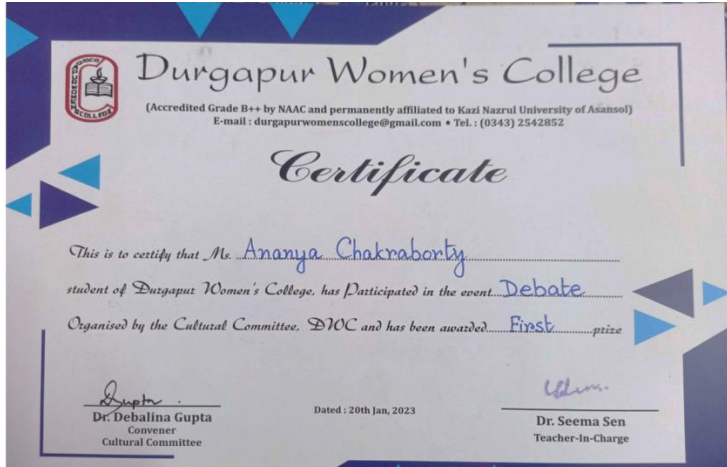 Durgapur Women's College
(Accredited Grade B++ by NAAC and permanently affiliated to Kazi Nazrul University of Asansol)
E-mail : durgapurwomenscollege@gmail.com • Tel. : (0343) 2542852
Certificate
This is to certify that Ms. Ananya Chakraborty
student of Durgapur Women's College, has Participated in the event Debate
Organised by the Cultural Committee, DWC and has been awarded First prize
Gupta
Dr. Debalina Gupta
Convener
Cultural Committee
Dated : 20th Jan, 2023
Dr. Seema Sen
Teacher-In-Charge